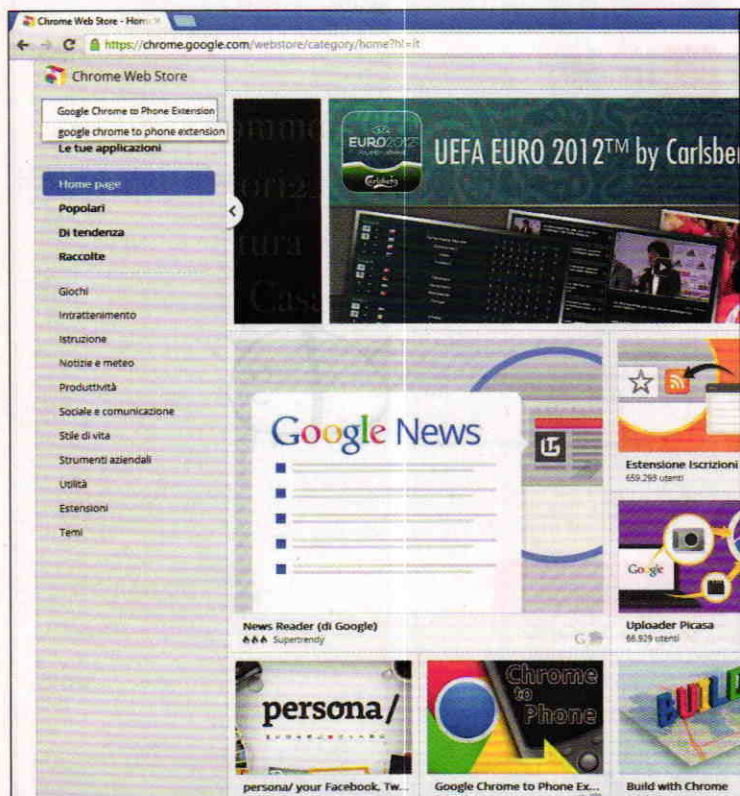 Chrome Web Store - Hom
https://chrome.google.com/webstore/category/home?hl=it
Chrome Web Store
Google Chrome to Phone Extension
google chrome to phone extension
Le tue applicazioni
Home page
Popolari
Di tendenza
Raccolte
Giochi
Intrattenimento
Istruzione
Notizie e meteo
Produttività
Sociale e comunicazione
Stile di vita
Strumenti aziendali
Utilità
Estensioni
Temi
EURO2012
Carlsberg
UEFA EURO 2012™ by Carlsber
Google News
News Reader (di Google)
Supertrendy
G
Estensione Iscrizioni
659.293 utenti
Google
Uploader Picasa
66.929 utenti
persona/
persona/ your Facebook, Tw...
Chrome
to
Phone
Google Chrome to Phone Ex...
BUILD
Build with Chrome